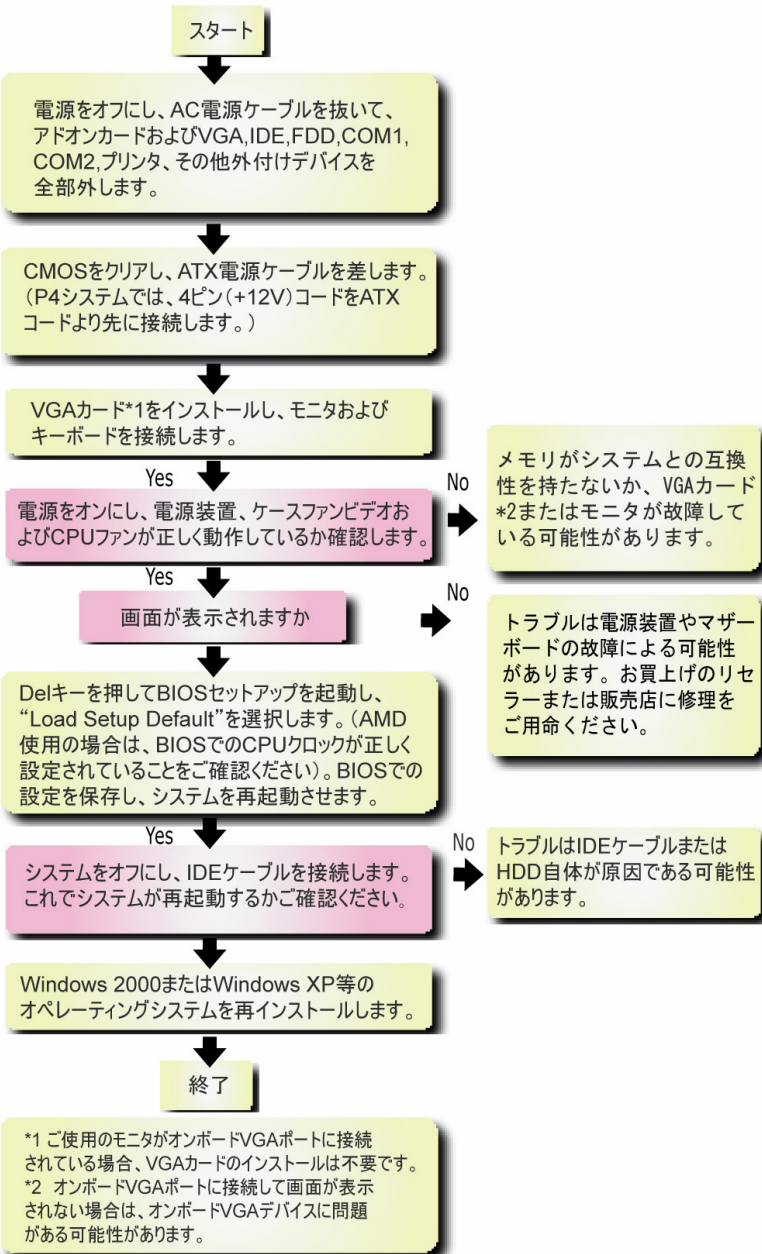 スタート
電源をオフにし、AC電源ケーブルを抜いて、
アドオンカードおよびVGA,IDE,FDD,COM1,
COM2,プリンタ、その他外付けデバイスを
全部外します。
CMOSをクリアし、ATX電源ケーブルを差します。
(P4システムでは、4ピン(+12V)コードをATX
コードより先に接続します。)
VGAカード*1をインストールし、モニタおよび
キーボードを接続します。
Yes
No
電源をオンにし、電源装置、ケースファンビデオお
よびCPUファンが正しく動作しているか確認します。
メモリがシステムとの互換
性を持たないか、VGAカード
*2またはモニタが故障して
いる可能性があります。
Yes
No
画面が表示されますか
トラブルは電源装置やマザー
ボードの故障による可能性
があります。お買上げのリセ
ラーまたは販売店に修理を
ご用命ください。
Delキーを押してBIOSセットアップを起動し、
“Load Setup Default”を選択します。(AMD
使用の場合は、BIOSでのCPUクロックが正しく
設定されていることをご確認ください)。BIOSでの
設定を保存し、システムを再起動させます。
Yes
No
システムをオフにし、IDEケーブルを接続します。
これでシステムが再起動するかご確認ください。
トラブルはIDEケーブルまたは
HDD自体が原因である可能性
があります。
Windows 2000またはWindows XP等の
オペレーティングシステムを再インストールします。
終了
*1 ご使用のモニタがオンボードVGAポートに接続
されている場合、VGAカードのインストールは不要です。
*2 オンボードVGAポートに接続して画面が表示
されない場合は、オンボードVGAデバイスに問題
がある可能性があります。